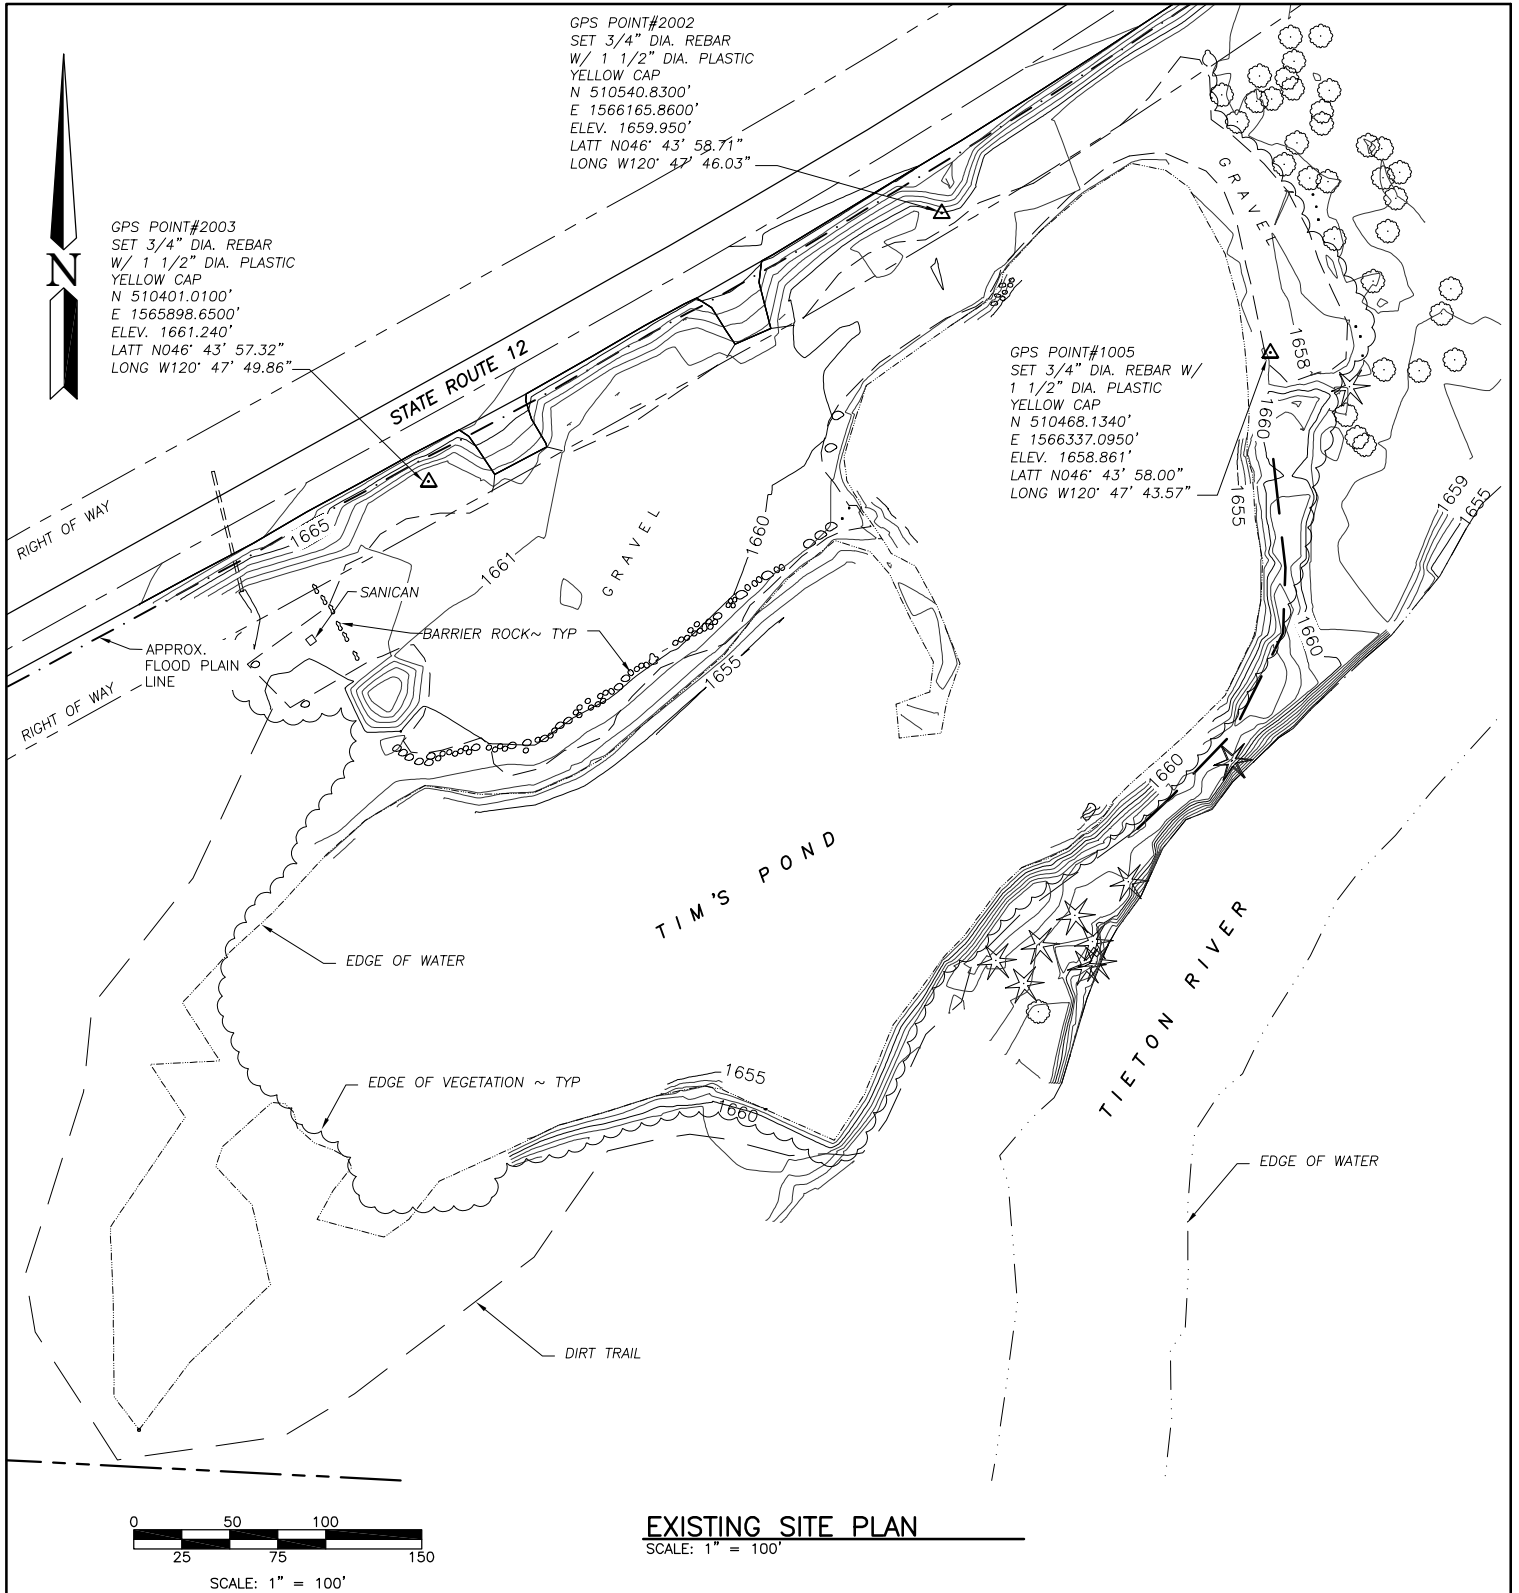 GPS POINT#2002
SET 3/4" DIA. REBAR
W/ 1 1/2" DIA. PLASTIC
YELLOW CAP
N 510540.8300'
E 1566165.8600'
ELEV. 1659.950'
LATT N046° 43' 58.71"
LONG W120° 47' 46.03"
GPS POINT#2003
SET 3/4" DIA. REBAR
W/ 1 1/2" DIA. PLASTIC
YELLOW CAP
N 510401.0100'
E 1565898.6500'
ELEV. 1661.240'
LATT N046° 43' 57.32"
LONG W120° 47' 49.86"
N
GRAVEL
STATE ROUTE 12
GPS POINT#1005
SET 3/4" DIA. REBAR W/
1 1/2" DIA. PLASTIC
YELLOW CAP
N 510468.1340'
E 1566337.0950'
ELEV. 1658.861'
LATT N046° 43' 58.00"
LONG W120° 47' 43.57"
1658
1660
1655
1659
1655
RIGHT OF WAY
1665
1661
GRAVEL
1660
SANICAN
BARRIER ROCK~ TYP
APPROX.
FLOOD PLAIN
LINE
RIGHT OF WAY
1655
1660
1660
TIM'S POND
EDGE OF WATER
TIETON RIVER
EDGE OF VEGETATION ~ TYP
1655
1660
EDGE OF WATER
DIRT TRAIL
0 50 100
25 75 150
SCALE: 1" = 100'
EXISTING SITE PLAN
SCALE: 1" = 100'